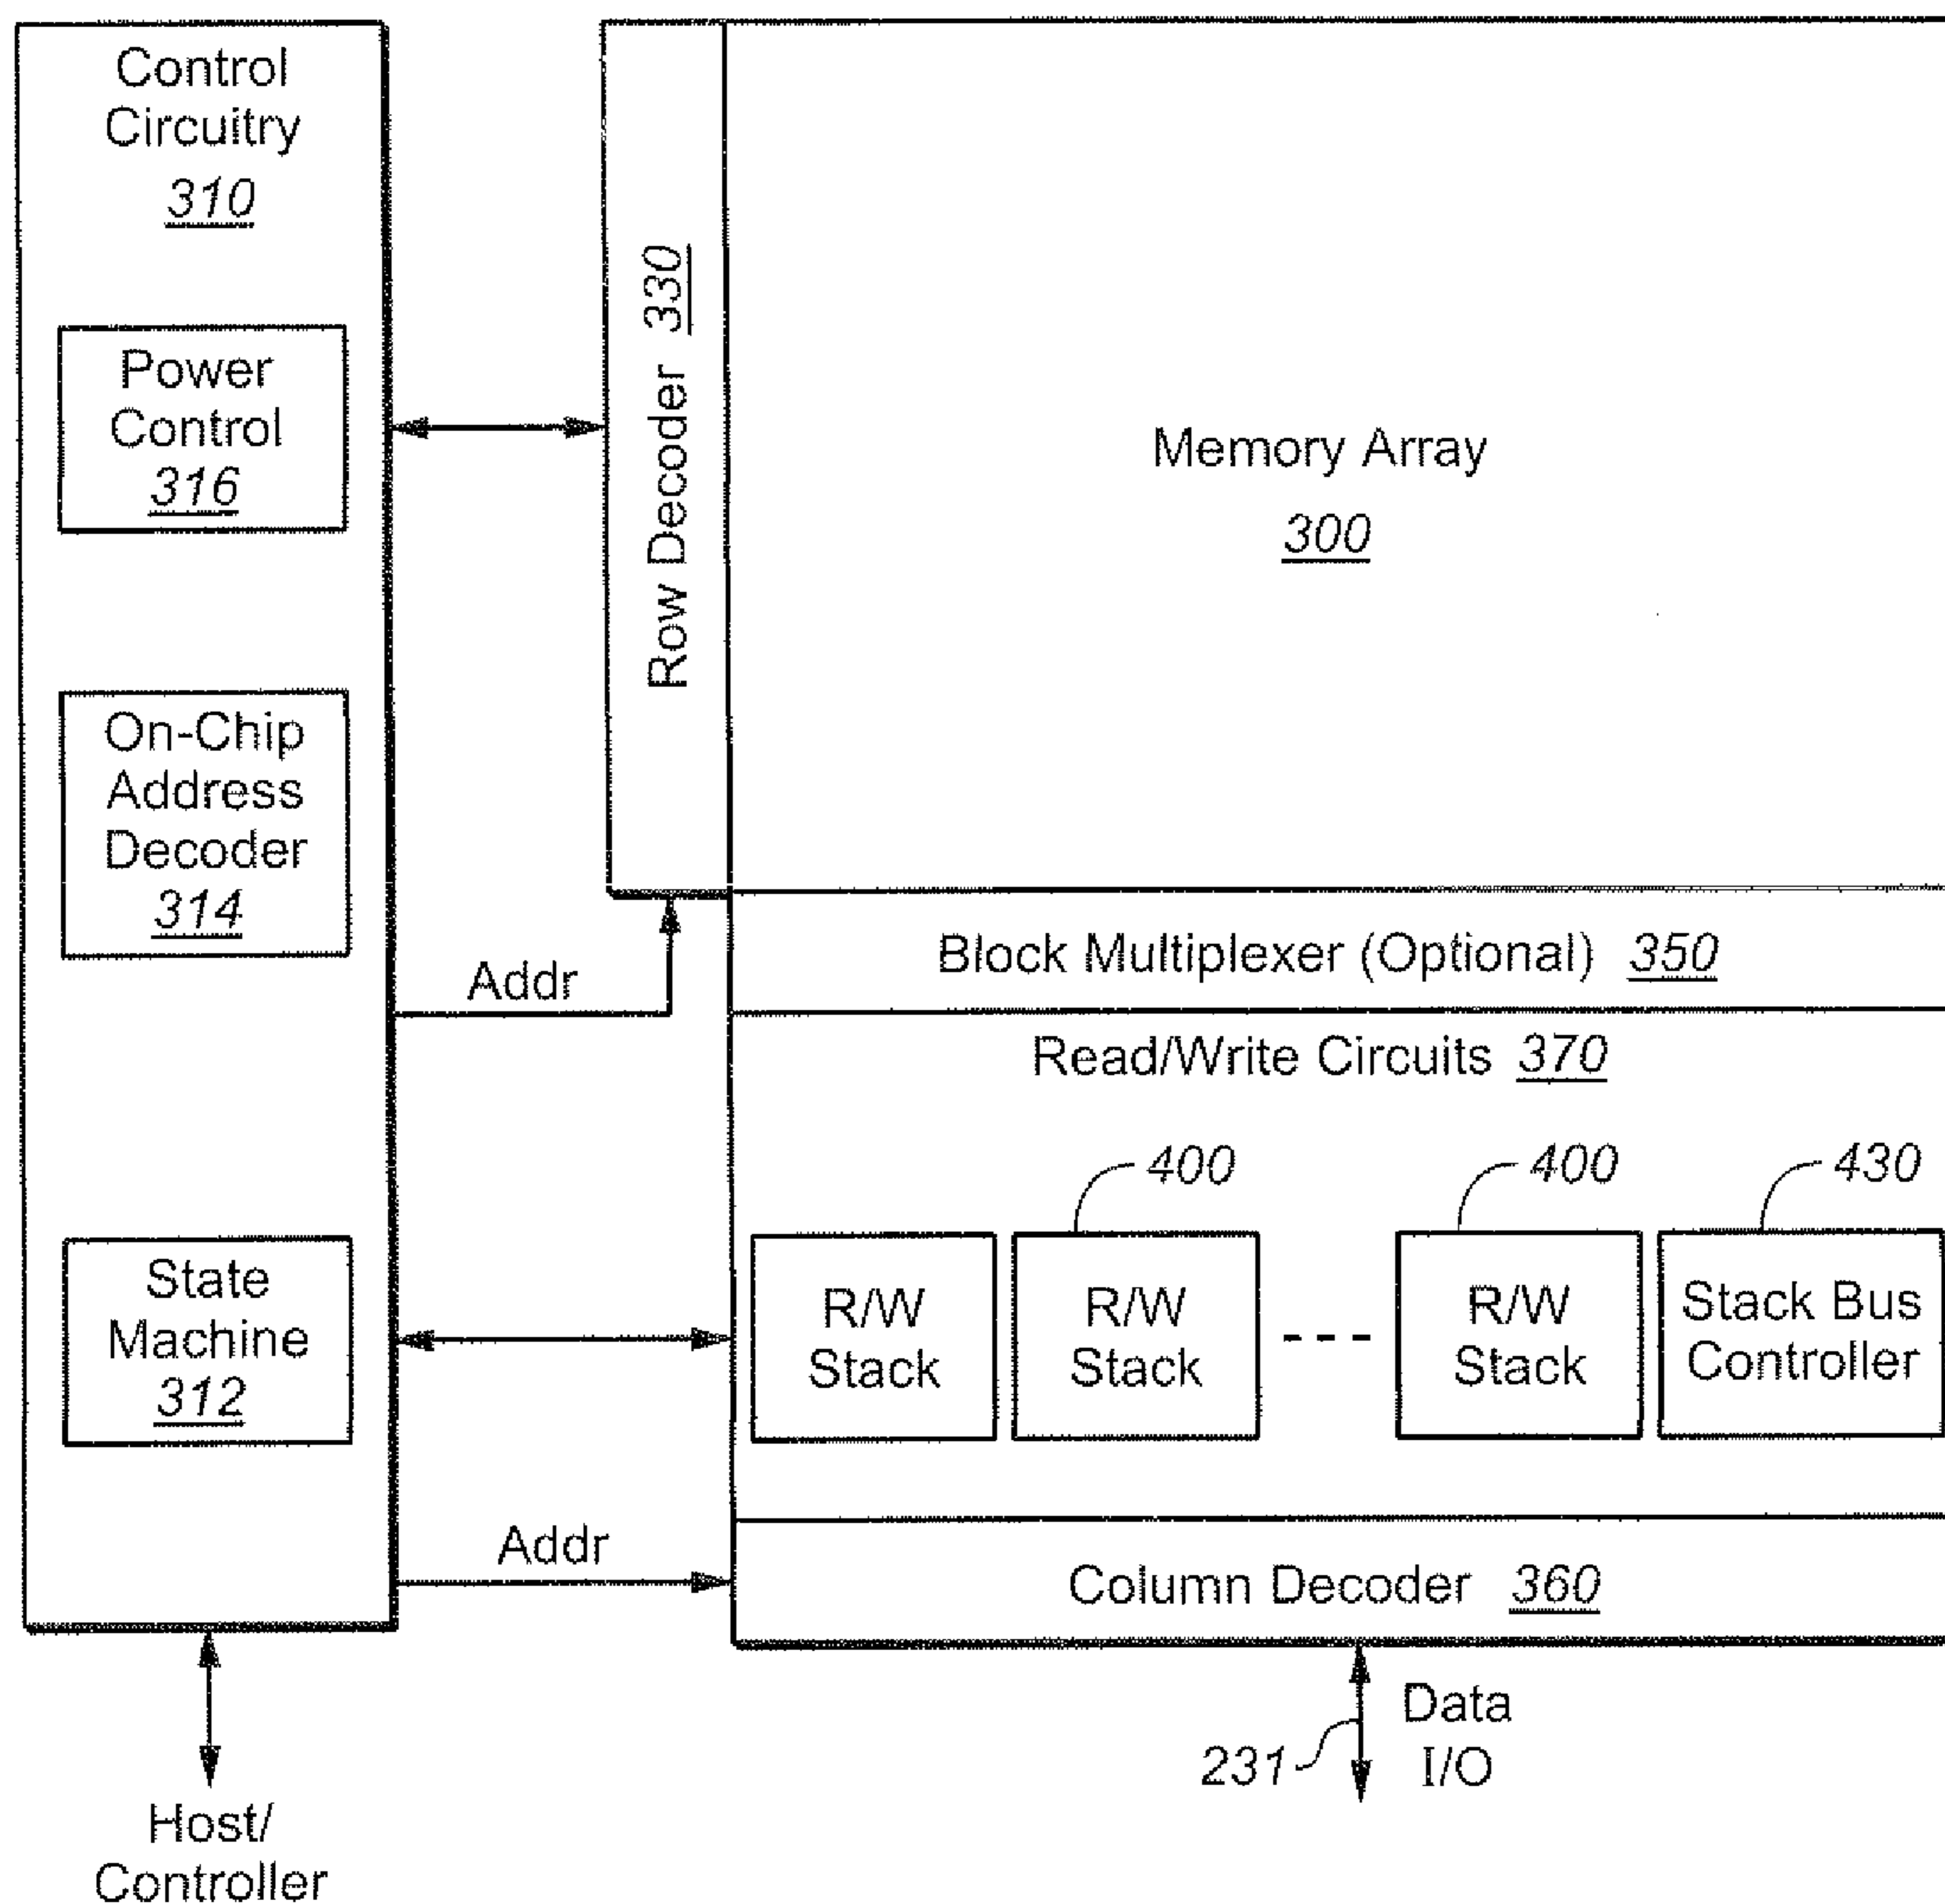 Control
Circuitry
310
Power
Control
316
On-Chip
Address
Decoder
314
State
Machine
312
Host/
Controller
Addr
Addr
Row Decoder 330
Memory Array
300
Block Multiplexer (Optional) 350
Read/Write Circuits 370
400
400
430
R/W
Stack
R/W
Stack
R/W
Stack
Stack Bus
Controller
Column Decoder 360
Data
I/O
231